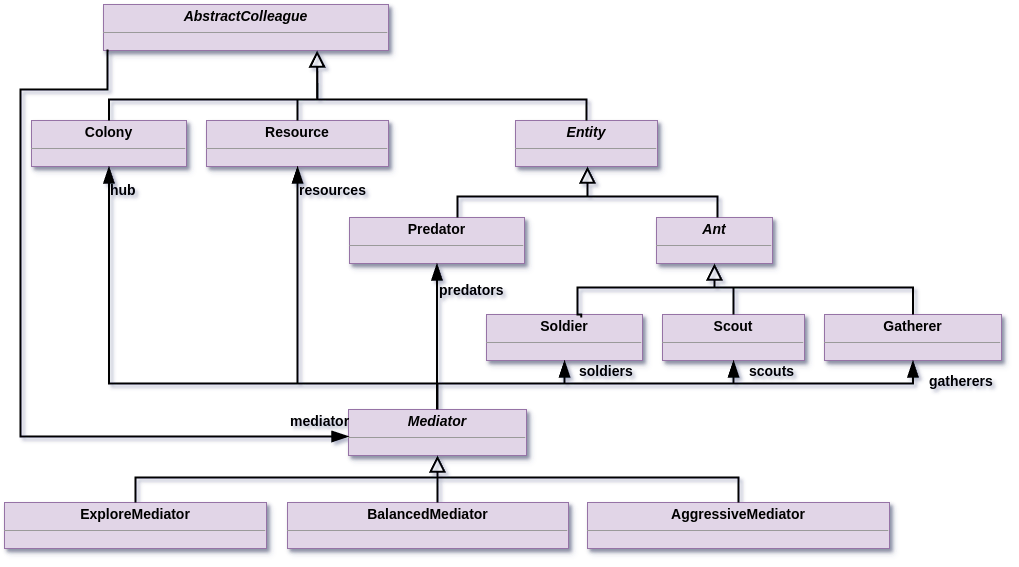 AbstractColleague
Colony
Resource
Entity
hub
resources
Predator
Ant
predators
Soldier
Scout
Gatherer
soldiers
scouts
gatherers
mediator
Mediator
ExploreMediator
BalancedMediator
AggressiveMediator